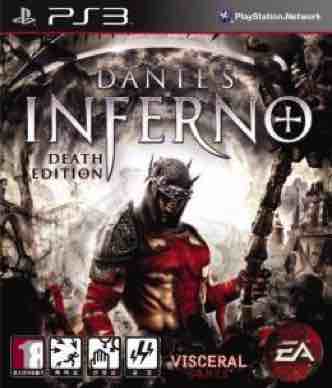 PS3
PlayStation.Network
DANTE'S
INFERNO
DEATH
EDITION
18
VISCERAL
GAMES
EA